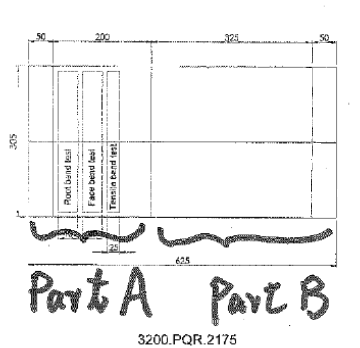 50 200 325 50
305
Root bend test
Face bend test
Tensile bend test
25
625
Part A Part B
3200.PQR.2175